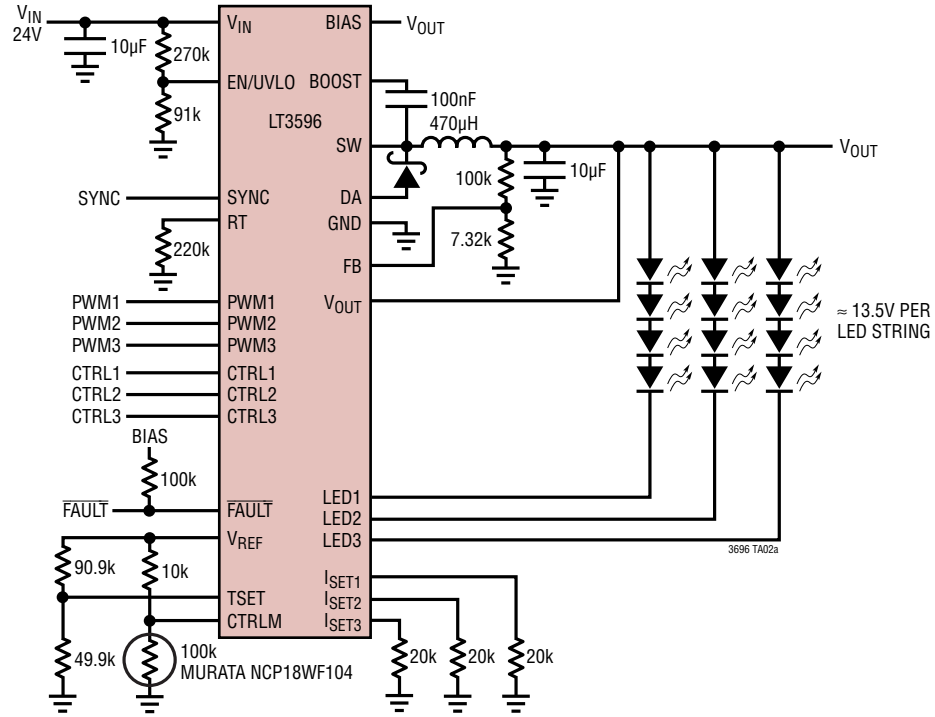 VIN
24V
10µF
270k
91k
VIN
EN/UVLO
BIAS
VOUT
BOOST
100nF
470µH
LT3596
SW
VOUT
100k
10µF
DA
GND
7.32k
FB
VOUT
SYNC
SYNC
RT
220k
PWM1
PWM1
PWM2
PWM2
PWM3
PWM3
CTRL1
CTRL1
CTRL2
CTRL2
CTRL3
CTRL3
≈ 13.5V PER
LED STRING
BIAS
100k
FAULT
FAULT
VREF
90.9k
10k
TSET
CTRLM
49.9k
100k
MURATA NCP18WF104
LED1
LED2
LED3
3696 TA02a
ISET1
ISET2
ISET3
20k
20k
20k